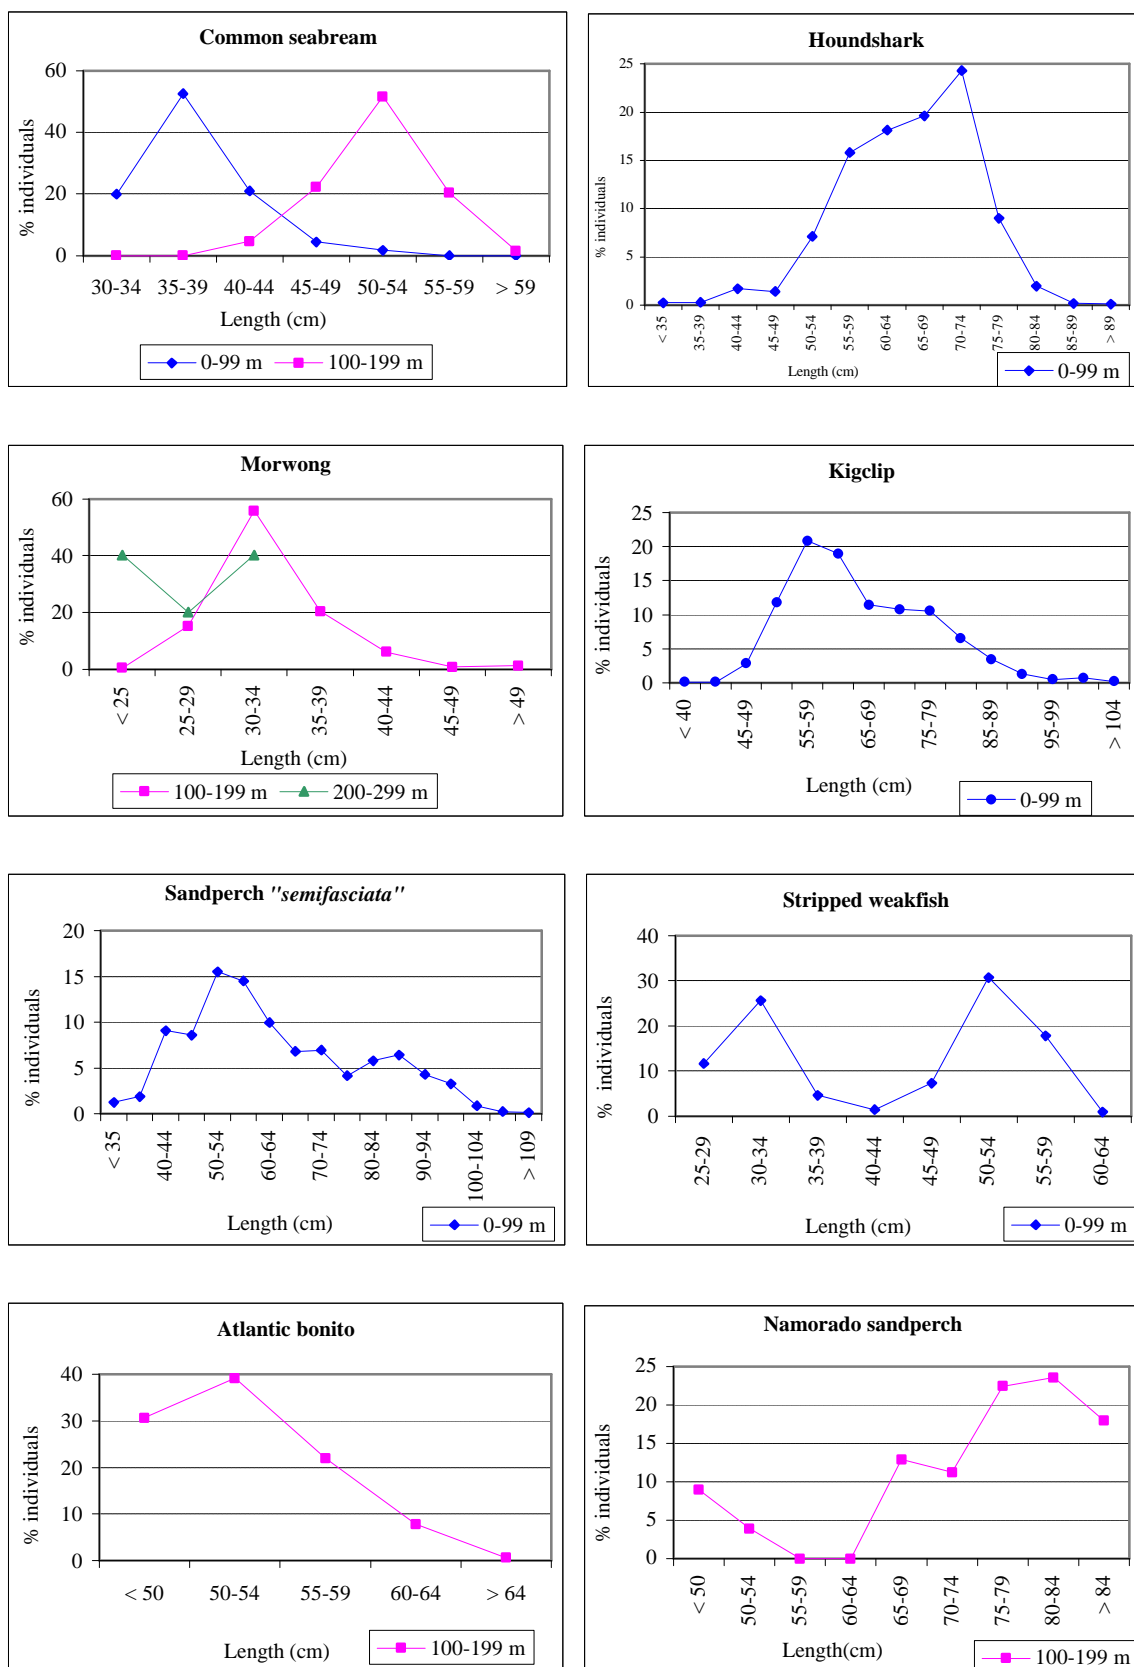 Common seabream
% individuals
60
40
20
0
30-34 35-39 40-44 45-49 50-54 55-59 > 59
Length (cm)
0-99 m 100-199 m
Houndshark
% individuals
25
20
15
10
5
0
< 35 35-39 40-44 45-49 50-54 55-59 60-64 65-69 70-74 75-79 80-84 85-89 > 89
Length (cm)
0-99 m
Morwong
% individuals
60
40
20
0
< 25 25-29 30-34 35-39 40-44 45-49 > 49
Length (cm)
100-199 m 200-299 m
Kigclip
% individuals
25
20
15
10
5
0
< 40 45-49 55-59 65-69 75-79 85-89 95-99 > 104
Length (cm)
0-99 m
Sandperch "semifasciata"
% individuals
20
15
10
5
0
< 35 40-44 50-54 60-64 70-74 80-84 90-94 100-104 > 109
Length (cm)
0-99 m
Stripped weakfish
% individuals
40
30
20
10
0
25-29 30-34 35-39 40-44 45-49 50-54 55-59 60-64
Length (cm)
0-99 m
Atlantic bonito
% individuals
40
30
20
10
0
< 50 50-54 55-59 60-64 > 64
Length (cm)
100-199 m
Namorado sandperch
% individuals
25
20
15
10
5
0
< 50 50-54 55-59 60-64 65-69 70-74 75-79 80-84 > 84
Length(cm)
100-199 m